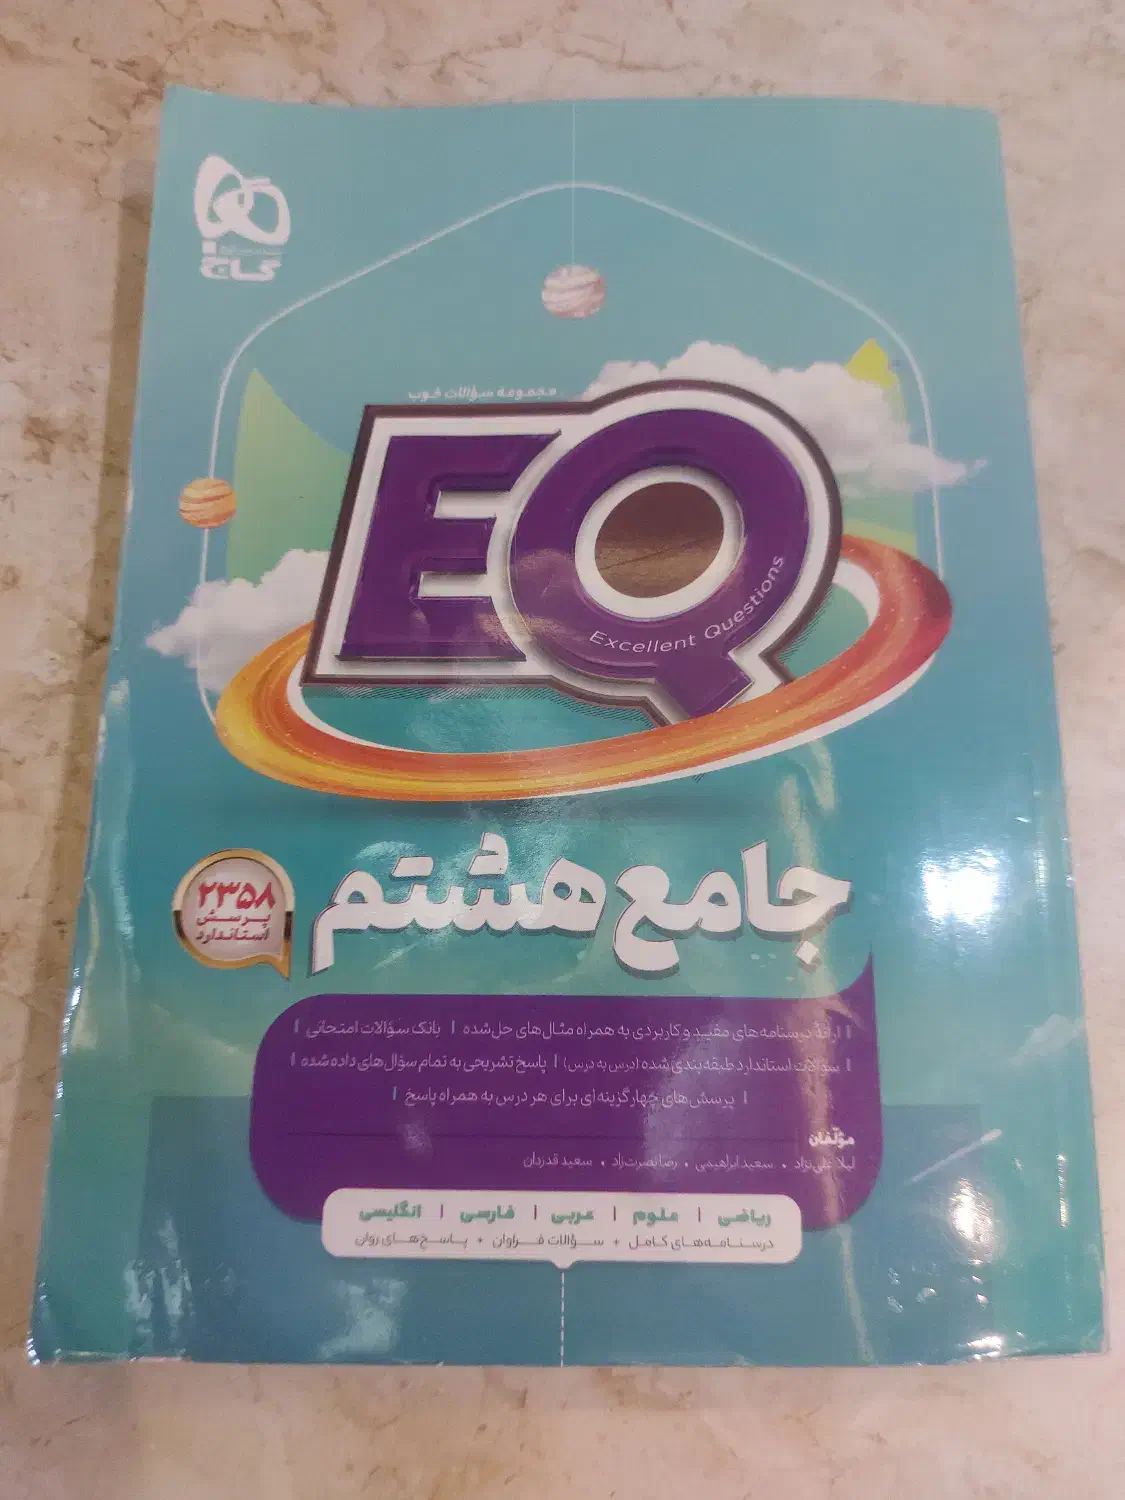 گاج
مجموعه سؤالات خوب
EQ
Excellent Questions
جامع هشتم
۲۳۵۸
پرسش
استاندارد
ارائهٔ درسنامه‌های مفید و کاربردی به همراه مثال‌های حل‌شده | بانک سؤالات امتحانی |
| سؤالات استاندارد طبقه‌بندی شده (درس به درس) | پاسخ تشریحی به تمام سؤال‌های داده شده |
| پرسش‌های چهارگزینه‌ای برای هر درس به همراه پاسخ |
مؤلّفان
لیلا علی‌نژاد • سعید ابراهیمی • رضا نصرت‌زاد • سعید قدردان
ریاضی | علوم | عربی | فارسی | انگلیسی
درسنامه‌های کامل + سؤالات فراوان + پاسخ‌های روان